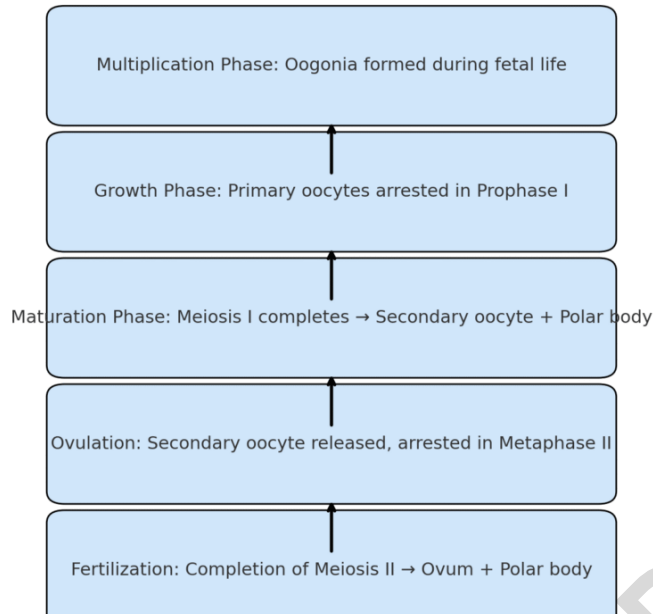 Multiplication Phase: Oogonia formed during fetal life
Growth Phase: Primary oocytes arrested in Prophase I
Maturation Phase: Meiosis I completes → Secondary oocyte + Polar body
Ovulation: Secondary oocyte released, arrested in Metaphase II
Fertilization: Completion of Meiosis II → Ovum + Polar body